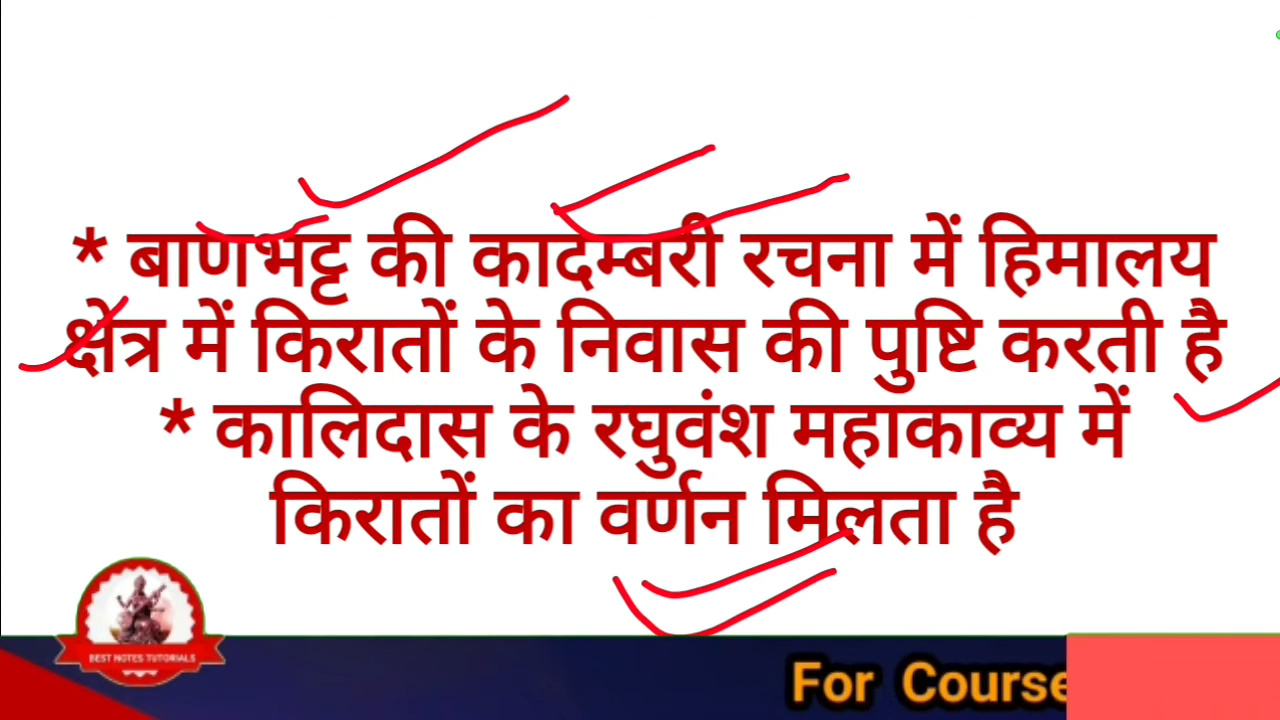 * बाणभट्ट की कादम्बरी रचना में हिमालय
क्षेत्र में किरातों के निवास की पुष्टि करती है
* कालिदास के रघुवंश महाकाव्य में
किरातों का वर्णन मिलता है
BEST NOTES TUTORIALS
For Course